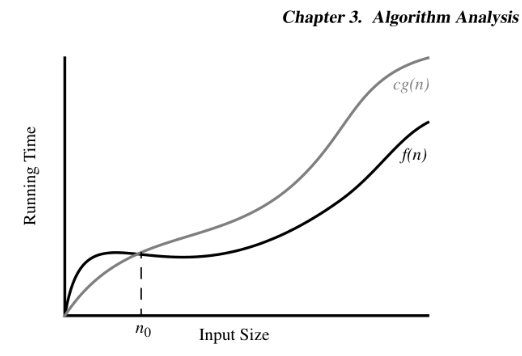 Chapter 3. Algorithm Analysis
cg(n)
Running Time
f(n)
n0
Input Size